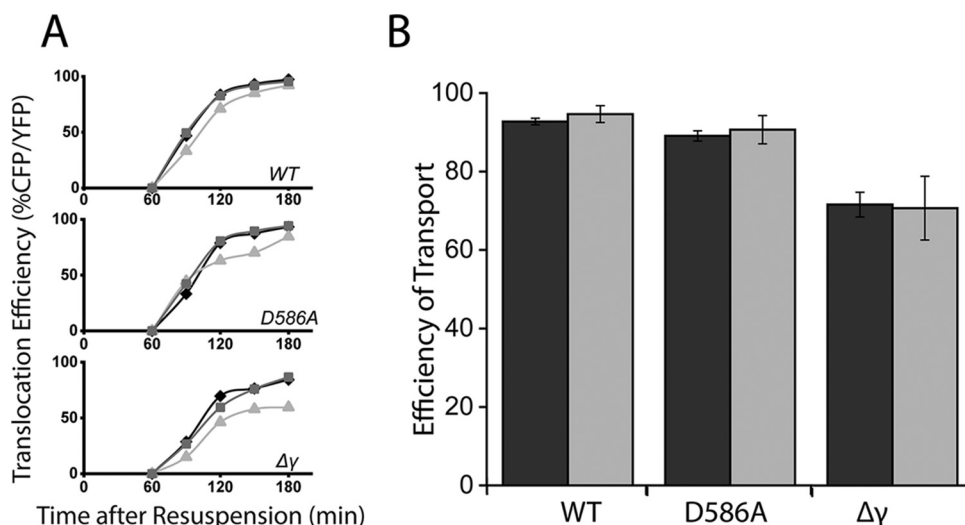 A
Translocation Efficiency (%CFP/YFP)
100
50
0
WT
0 60 120 180
100
50
0
D586A
0 60 120 180
100
50
0
Δγ
0 60 120 180
Time after Resuspension (min)
B
Efficiency of Transport
100
80
60
40
20
0
WT D586A Δγ